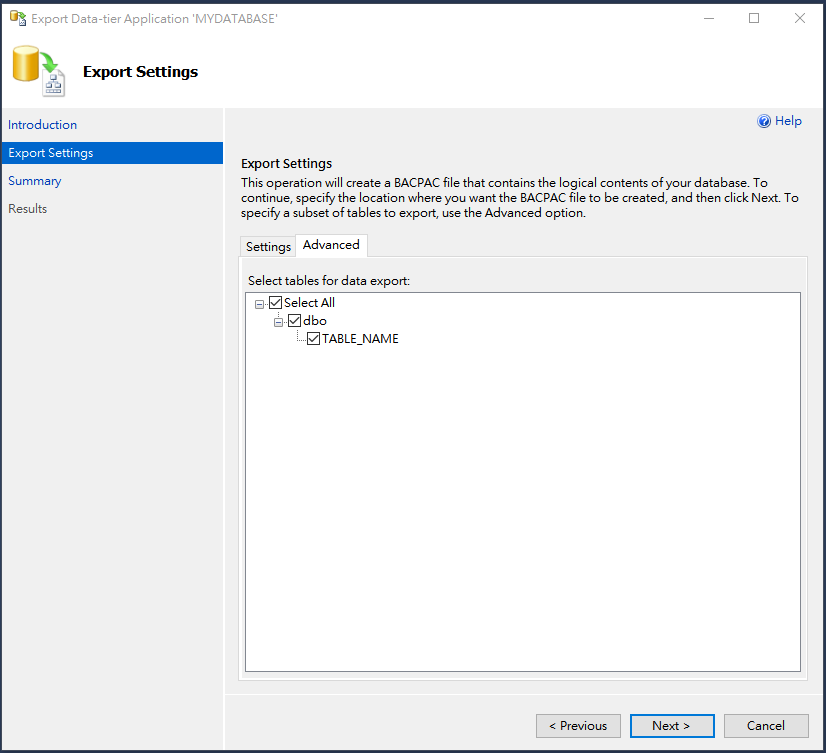 Export Data-tier Application 'MYDATABASE'
Export Settings
Introduction
Export Settings
Summary
Results
Help
Export Settings
This operation will create a BACPAC file that contains the logical contents of your database. To
continue, specify the location where you want the BACPAC file to be created, and then click Next. To
specify a subset of tables to export, use the Advanced option.
Settings
Advanced
Select tables for data export:
Select All
dbo
TABLE_NAME
< Previous
Next >
Cancel